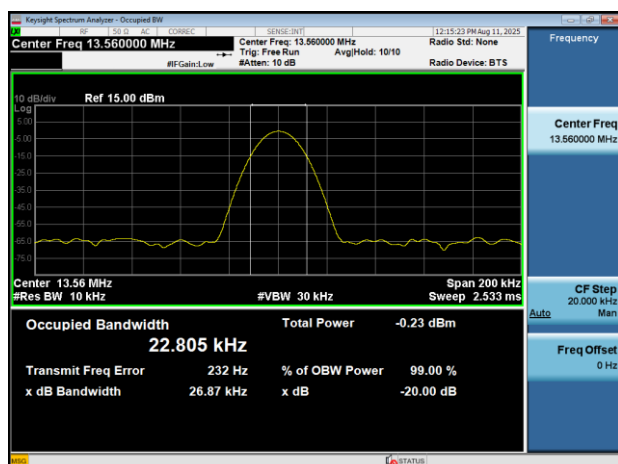 Keysight Spectrum Analyzer - Occupied BW
LXI RF 50 Ω AC CORREC SENSE:INT 12:15:23 PM Aug 11, 2025
Center Freq 13.560000 MHz Center Freq: 13.560000 MHz Radio Std: None Frequency
Trig: Free Run Avg|Hold: 10/10
#IFGain:Low #Atten: 10 dB Radio Device: BTS
10 dB/div Ref 15.00 dBm
Log
5.00
-5.00
-15.0
-25.0
-35.0
-45.0
-55.0
-65.0
-75.0
Center 13.56 MHz Span 200 kHz
#Res BW 10 kHz #VBW 30 kHz Sweep 2.533 ms
Occupied Bandwidth Total Power -0.23 dBm
22.805 kHz
Transmit Freq Error 232 Hz % of OBW Power 99.00 %
x dB Bandwidth 26.87 kHz x dB -20.00 dB
Center Freq
13.560000 MHz
CF Step
20.000 kHz
Auto Man
Freq Offset
0 Hz
MSG STATUS